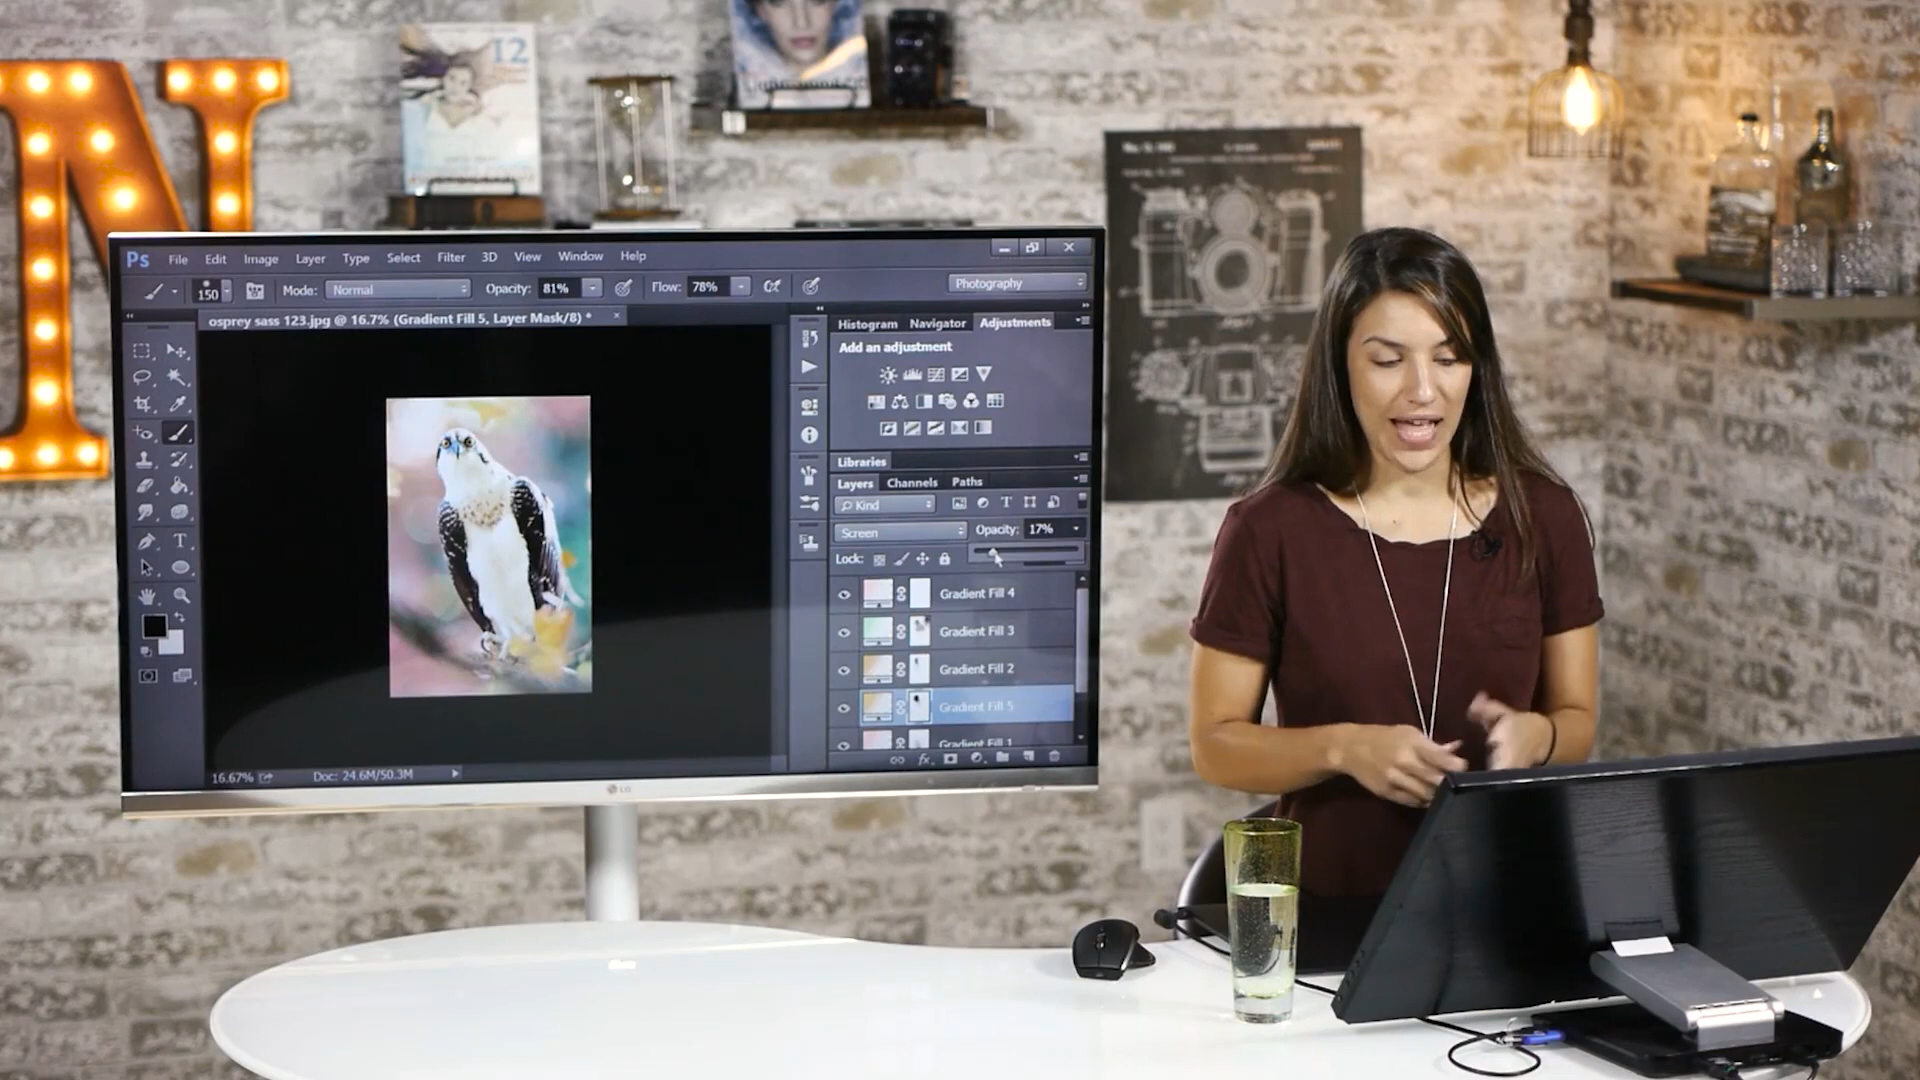 N
12
Ps File Edit Image Layer Type Select Filter 3D View Window Help
150 Mode: Normal Opacity: 81% Flow: 78% Photography
osprey sass 123.jpg @ 16.7% (Gradient Fill 5, Layer Mask/8) *
Histogram Navigator Adjustments
Add an adjustment
Libraries
Layers Channels Paths
Kind
Screen Opacity: 17%
Lock:
Gradient Fill 4
Gradient Fill 3
Gradient Fill 2
Gradient Fill 5
Gradient Fill 1
16.67% Doc: 24.6M/50.3M
LG